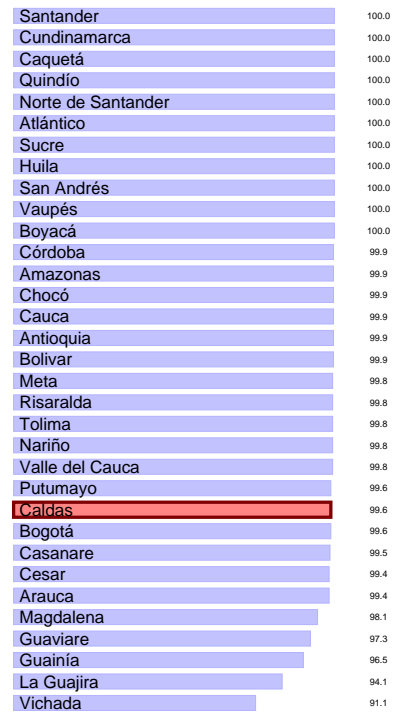 Santander 100.0
Cundinamarca 100.0
Caquetá 100.0
Quindío 100.0
Norte de Santander 100.0
Atlántico 100.0
Sucre 100.0
Huila 100.0
San Andrés 100.0
Vaupés 100.0
Boyacá 100.0
Córdoba 99.9
Amazonas 99.9
Chocó 99.9
Cauca 99.9
Antioquia 99.9
Bolivar 99.9
Meta 99.8
Risaralda 99.8
Tolima 99.8
Nariño 99.8
Valle del Cauca 99.8
Putumayo 99.6
Caldas 99.6
Bogotá 99.6
Casanare 99.5
Cesar 99.4
Arauca 99.4
Magdalena 98.1
Guaviare 97.3
Guainía 96.5
La Guajira 94.1
Vichada 91.1